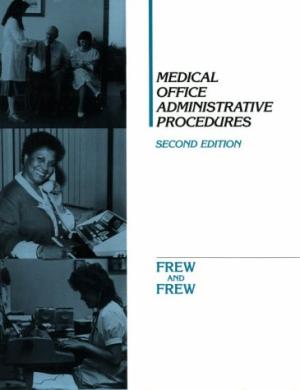 MEDICAL
OFFICE
ADMINISTRATIVE
PROCEDURES
SECOND EDITION
FREW
AND
FREW